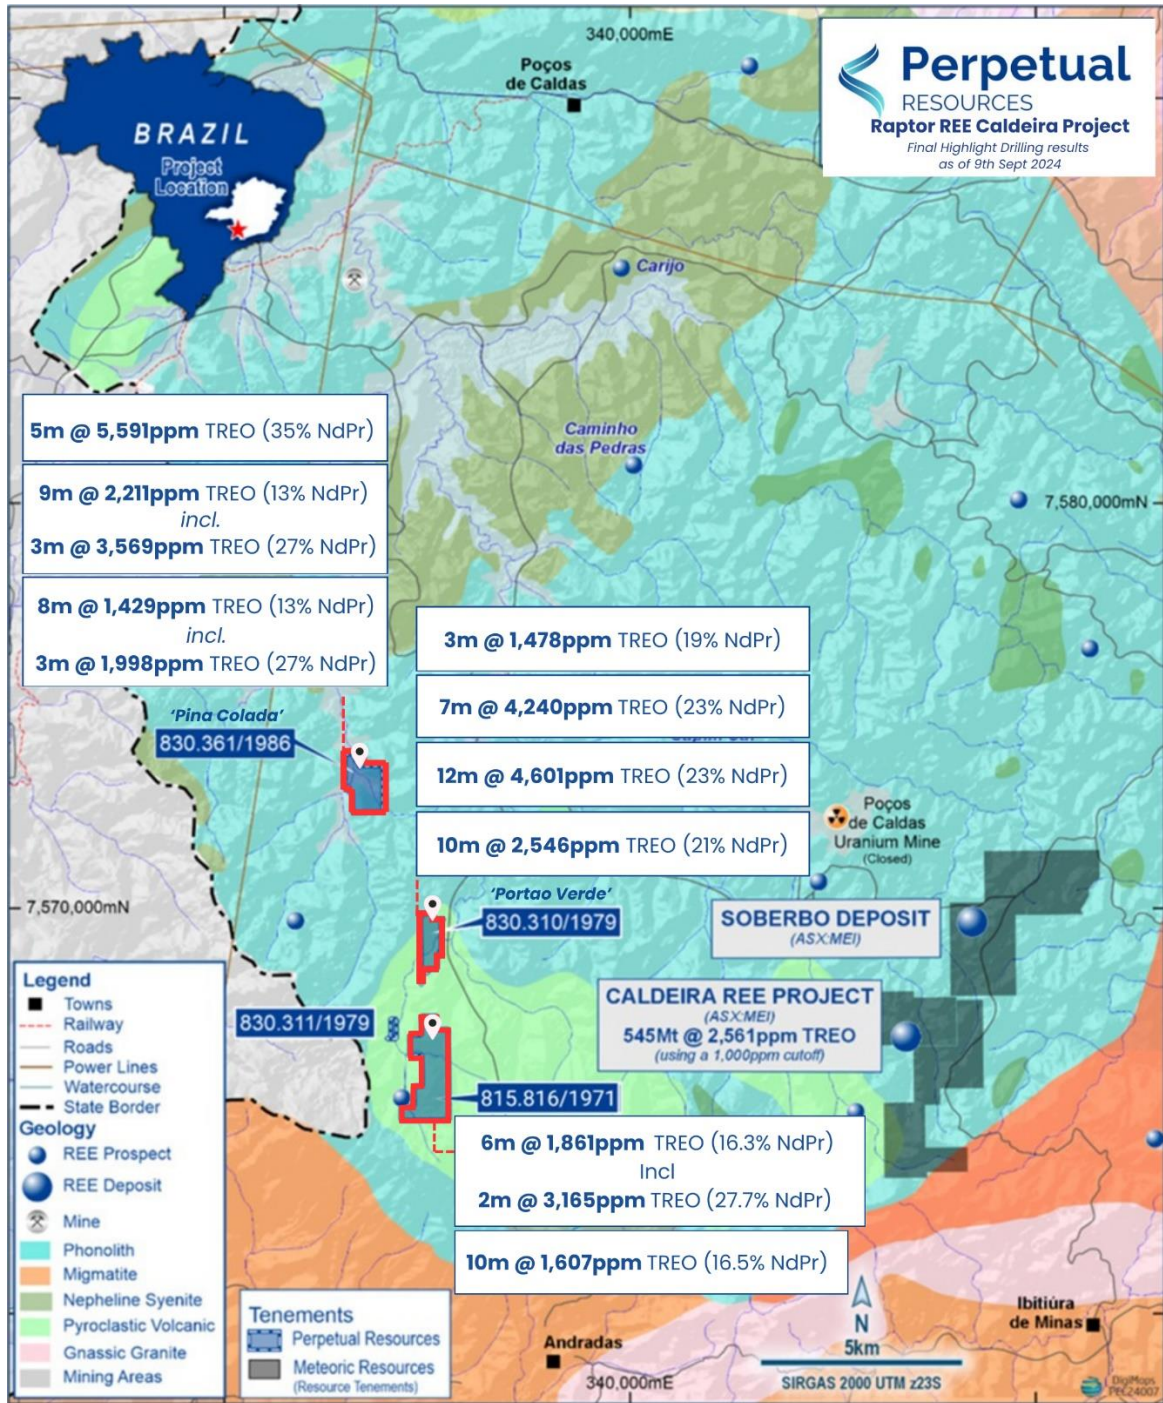 340,000mE
Poços
de Caldas
Perpetual
RESOURCES
Raptor REE Caldeira Project
Final Highlight Drilling results
as of 9th Sept 2024
BRAZIL
Project
Location
Carijo
Caminho
das Pedras
7,580,000mN
5m @ 5,591ppm TREO (35% NdPr)
9m @ 2,211ppm TREO (13% NdPr)
incl.
3m @ 3,569ppm TREO (27% NdPr)
8m @ 1,429ppm TREO (13% NdPr)
incl.
3m @ 1,998ppm TREO (27% NdPr)
3m @ 1,478ppm TREO (19% NdPr)
7m @ 4,240ppm TREO (23% NdPr)
12m @ 4,601ppm TREO (23% NdPr)
10m @ 2,546ppm TREO (21% NdPr)
'Pina Colada'
830.361/1986
Poços
de Caldas
Uranium Mine
(Closed)
7,570,000mN
'Portao Verde'
830.310/1979
SOBERBO DEPOSIT
(ASX:MEI)
CALDEIRA REE PROJECT
(ASX:MEI)
545Mt @ 2,561ppm TREO
(using a 1,000ppm cutoff)
830.311/1979
815.816/1971
6m @ 1,861ppm TREO (16.3% NdPr)
Incl
2m @ 3,165ppm TREO (27.7% NdPr)
10m @ 1,607ppm TREO (16.5% NdPr)
Legend
Towns
Railway
Roads
Power Lines
Watercourse
State Border
Geology
REE Prospect
REE Deposit
Mine
Phonolith
Migmatite
Nepheline Syenite
Pyroclastic Volcanic
Gnassic Granite
Mining Areas
Tenements
Perpetual Resources
Meteoric Resources
(Resource Tenements)
Andradas
340,000mE
N
5km
SIRGAS 2000 UTM z23S
Ibitiúra
de Minas
DigiMaps